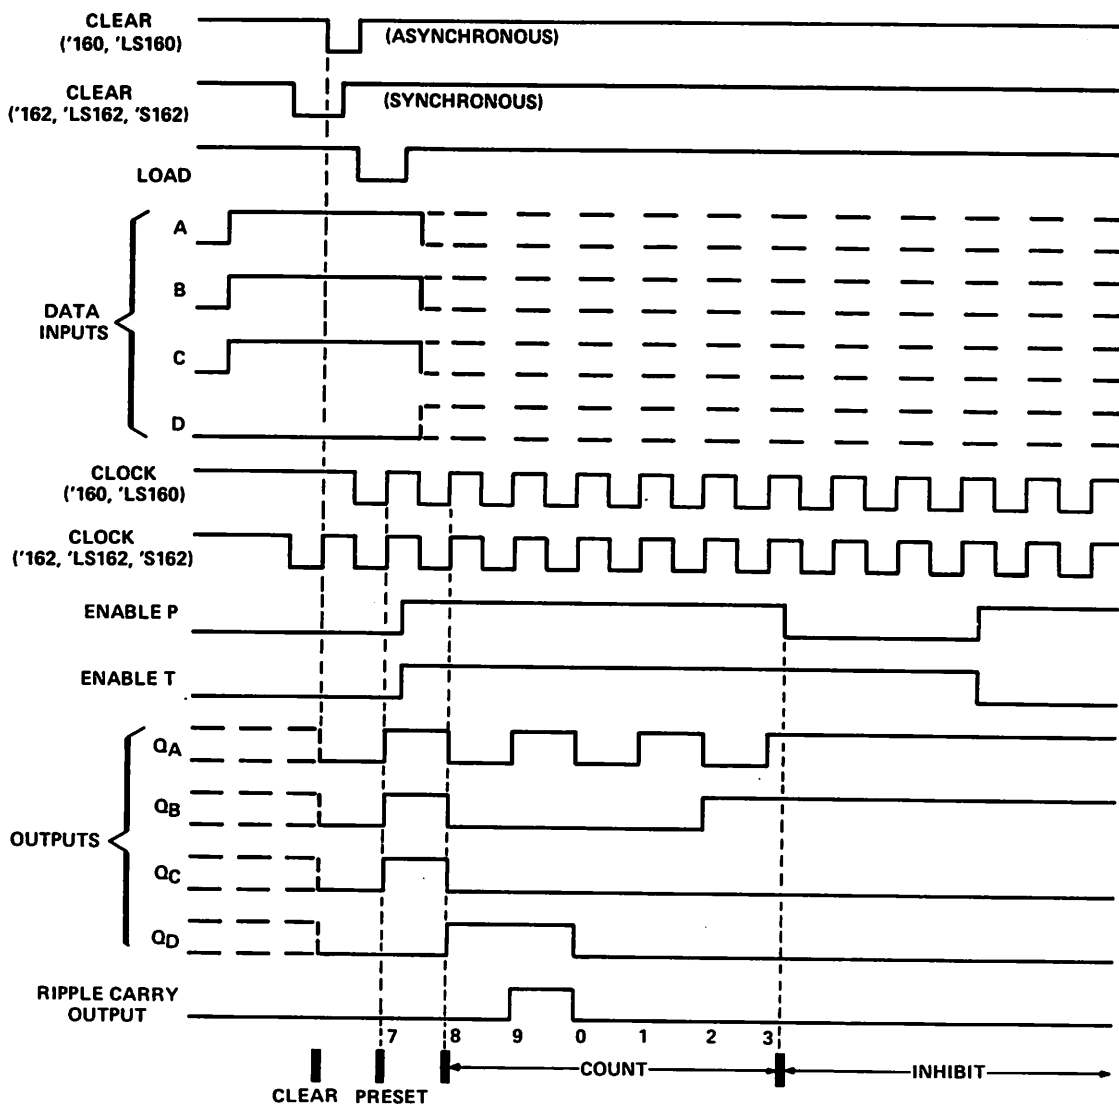 CLEAR
('160, 'LS160)
(ASYNCHRONOUS)
CLEAR
('162, 'LS162, 'S162)
(SYNCHRONOUS)
LOAD
DATA
INPUTS
A
B
C
D
CLOCK
('160, 'LS160)
CLOCK
('162, 'LS162, 'S162)
ENABLE P
ENABLE T
OUTPUTS
QA
QB
QC
QD
RIPPLE CARRY
OUTPUT
7 8 9 0 1 2 3
COUNT INHIBIT
CLEAR PRESET